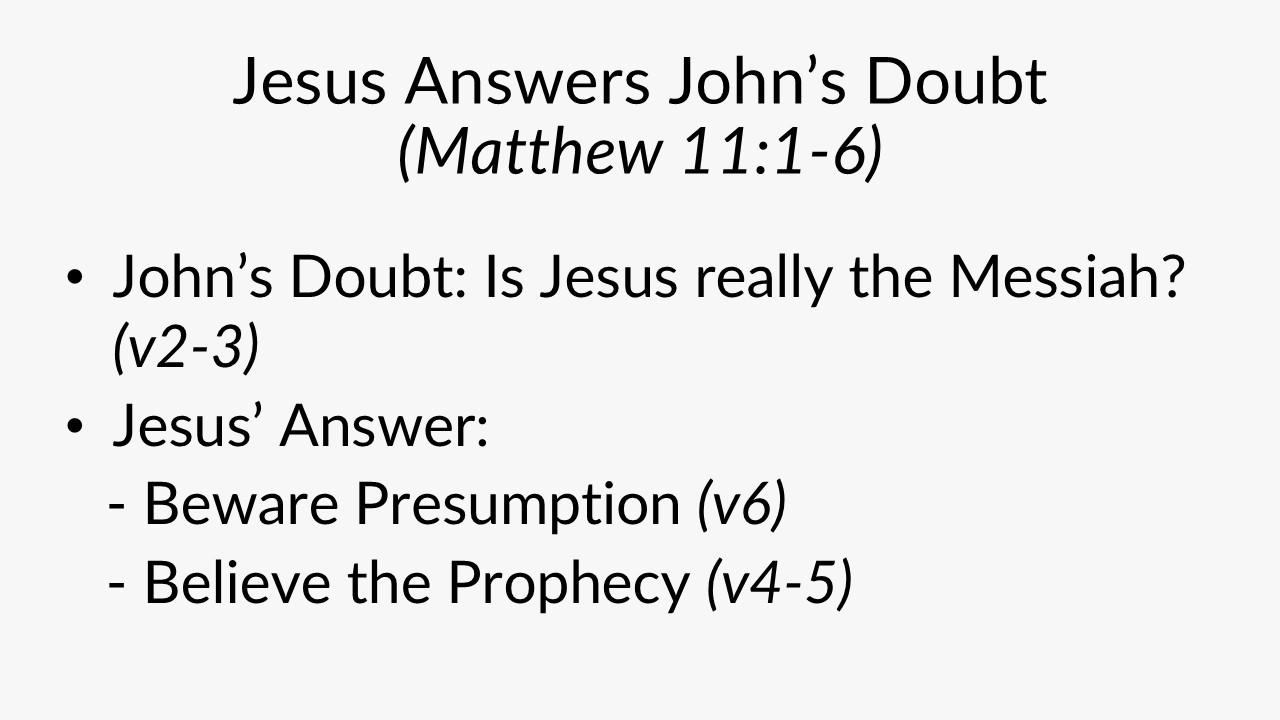 Jesus Answers John’s Doubt
(Matthew 11:1-6)
• John’s Doubt: Is Jesus really the Messiah?
(v2-3)
• Jesus’ Answer:
- Beware Presumption (v6)
- Believe the Prophecy (v4-5)